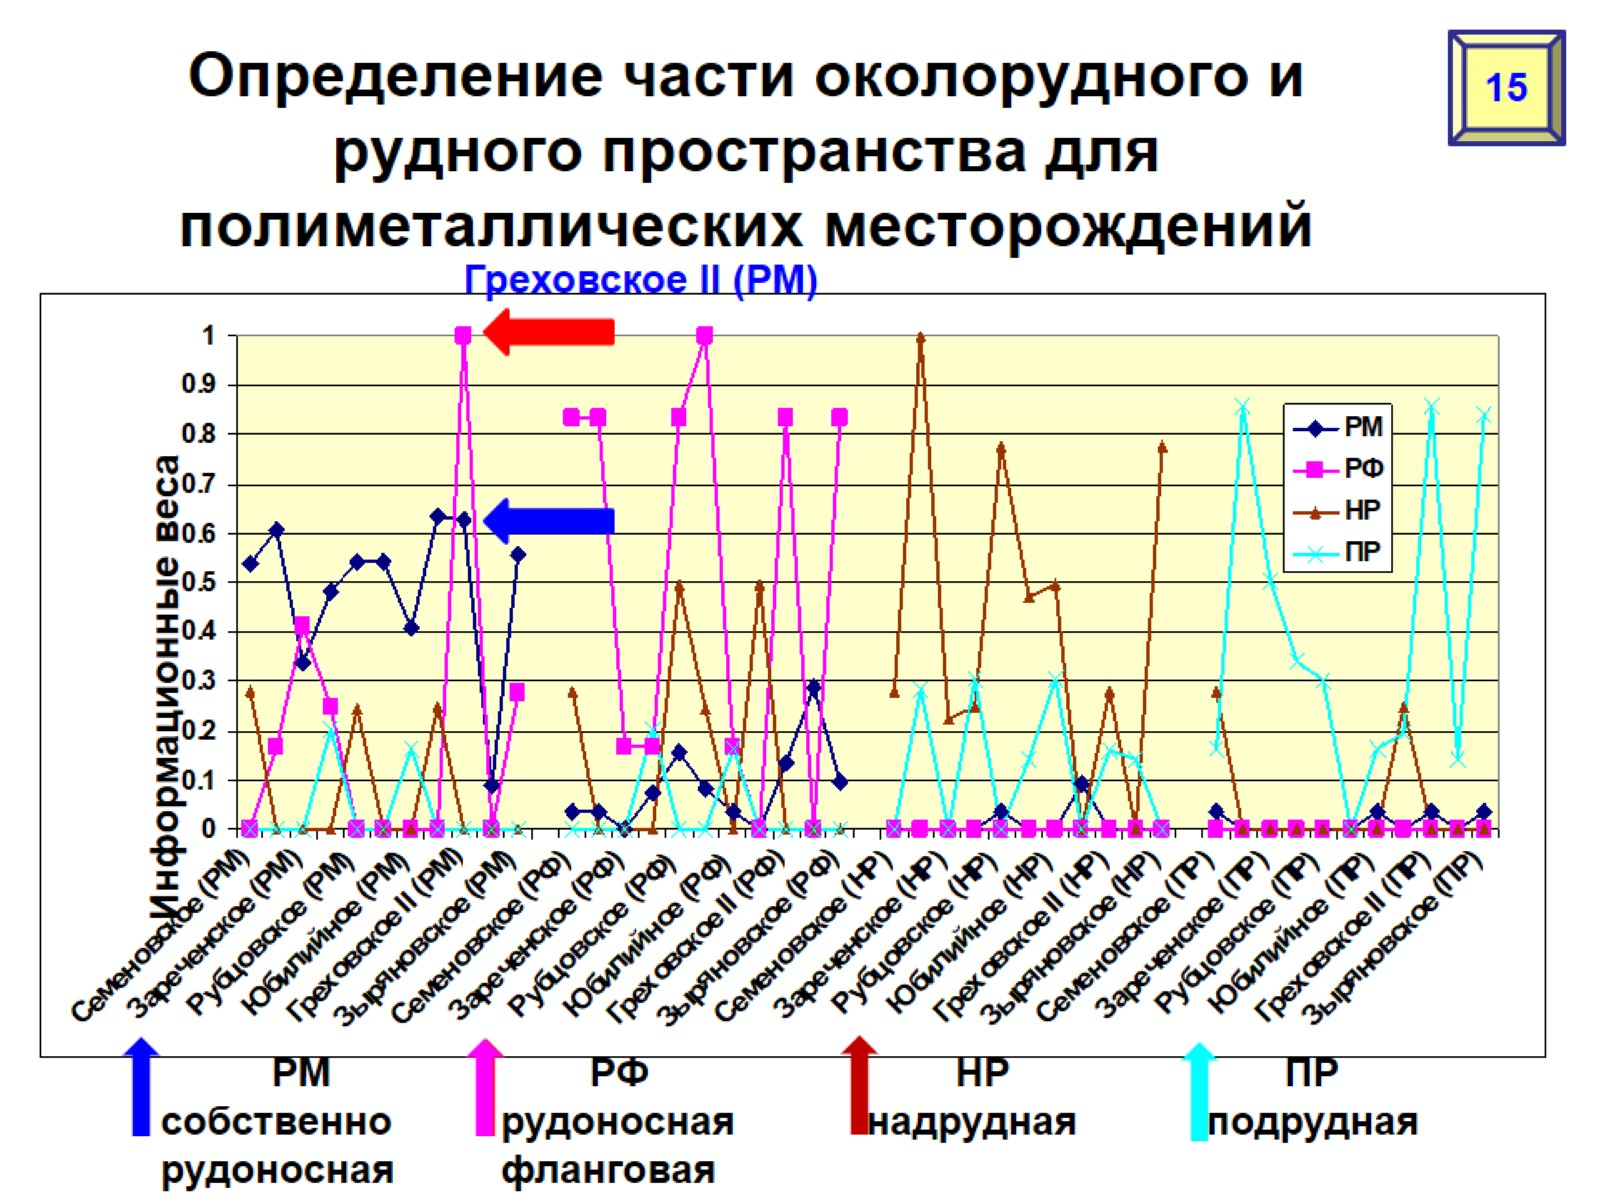 Определение части околорудного и
рудного пространства для
полиметаллических месторождений
15
Греховское II (РМ)
Информационные веса
1
0.9
0.8
0.7
0.6
0.5
0.4
0.3
0.2
0.1
0
РМ
РФ
НР
ПР
Семеновское (РМ)
Зареченское (РМ)
Рубцовское (РМ)
Юбилийное (РМ)
Греховское II (РМ)
Зыряновское (РМ)
Семеновское (РФ)
Зареченское (РФ)
Рубцовское (РФ)
Юбилийное (РФ)
Греховское II (РФ)
Зыряновское (РФ)
Семеновское (НР)
Зареченское (НР)
Рубцовское (НР)
Юбилийное (НР)
Греховское II (НР)
Зыряновское (НР)
Семеновское (ПР)
Зареченское (ПР)
Рубцовское (ПР)
Юбилийное (ПР)
Греховское II (ПР)
Зыряновское (ПР)
РМ
собственно
рудоносная
РФ
рудоносная
фланговая
НР
надрудная
ПР
подрудная